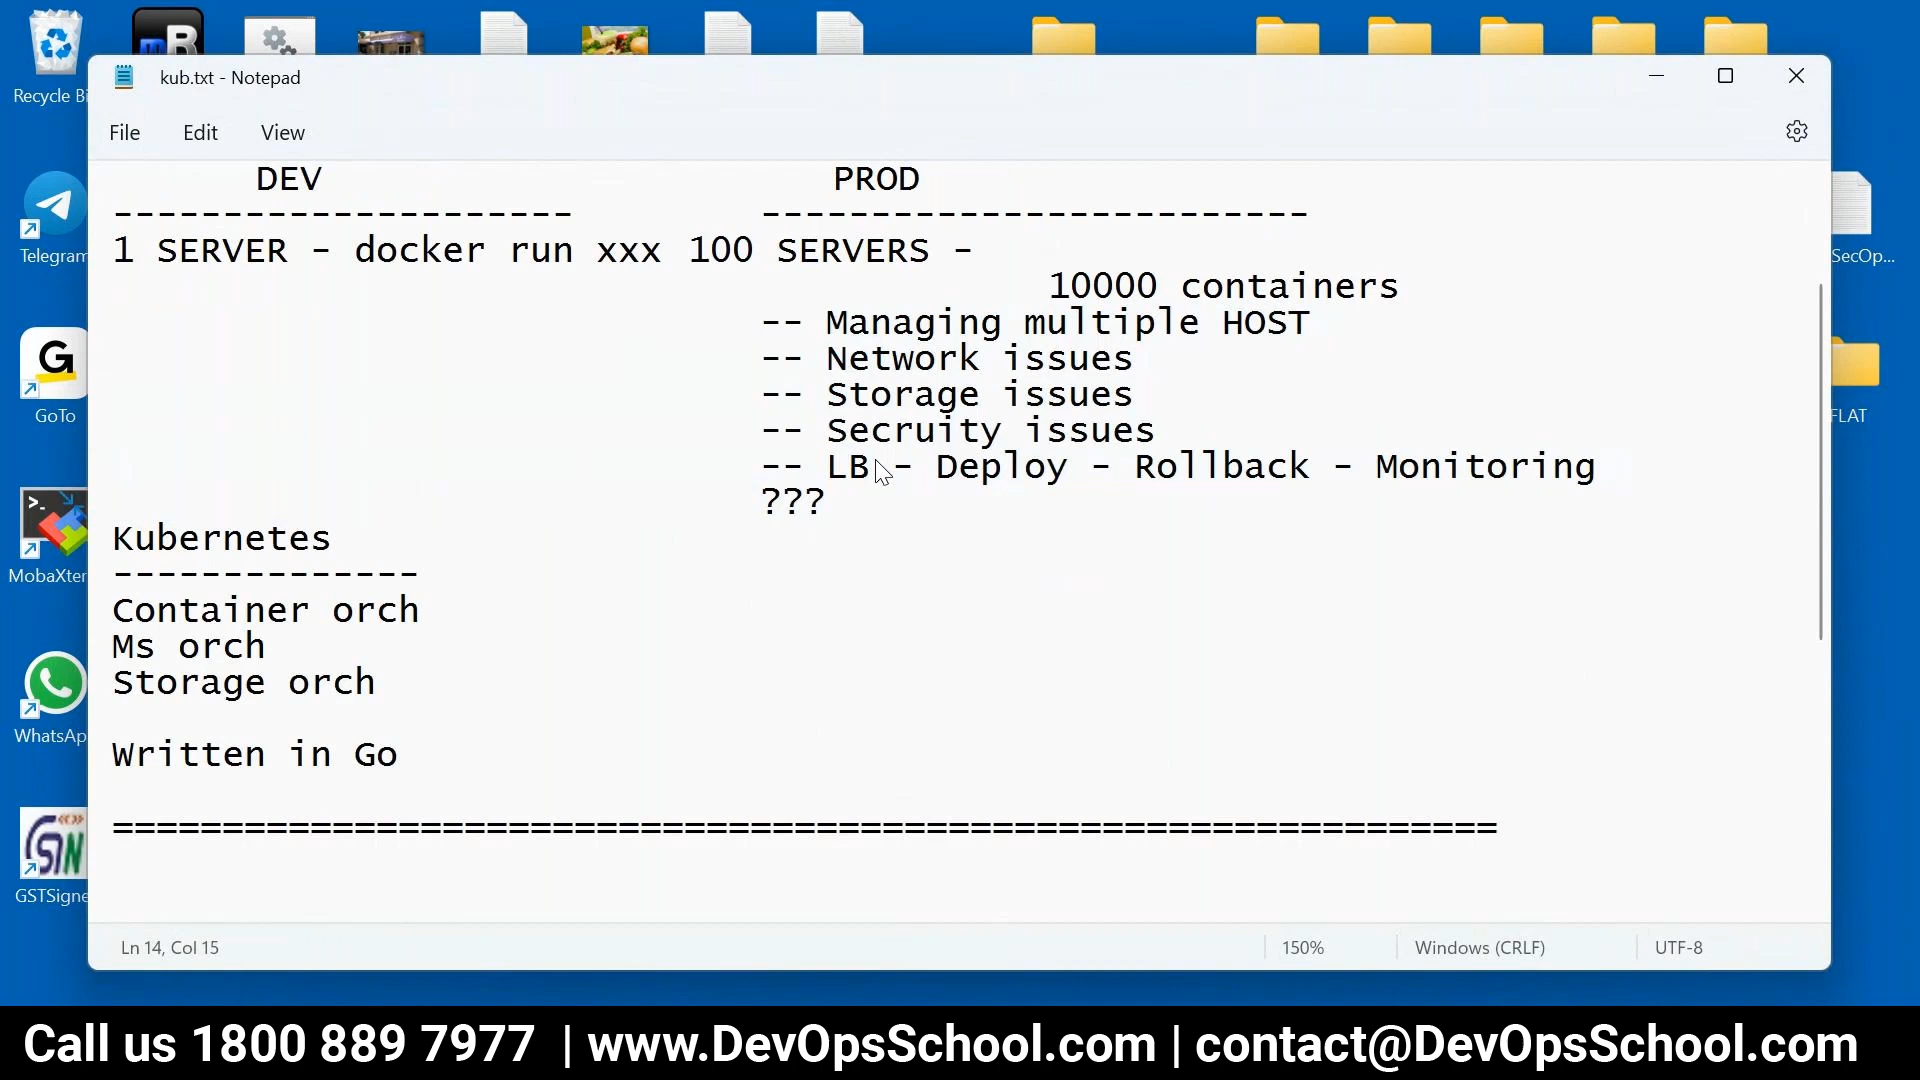 Recycle Bi
kub.txt - Notepad
File Edit View
DEV PROD
--------------------- -------------------------
1 SERVER - docker run xxx 100 SERVERS -
10000 containers
-- Managing multiple HOST
-- Network issues
-- Storage issues
-- Secruity issues
-- LB - Deploy - Rollback - Monitoring
???
Kubernetes
--------------
Container orch
Ms orch
Storage orch
Written in Go
===============================================================
Ln 14, Col 15 150% Windows (CRLF) UTF-8
Telegram
GoTo
MobaXter
WhatsAp
GSTSigne
SecOp...
FLAT
Call us 1800 889 7977 | www.DevOpsSchool.com | contact@DevOpsSchool.com